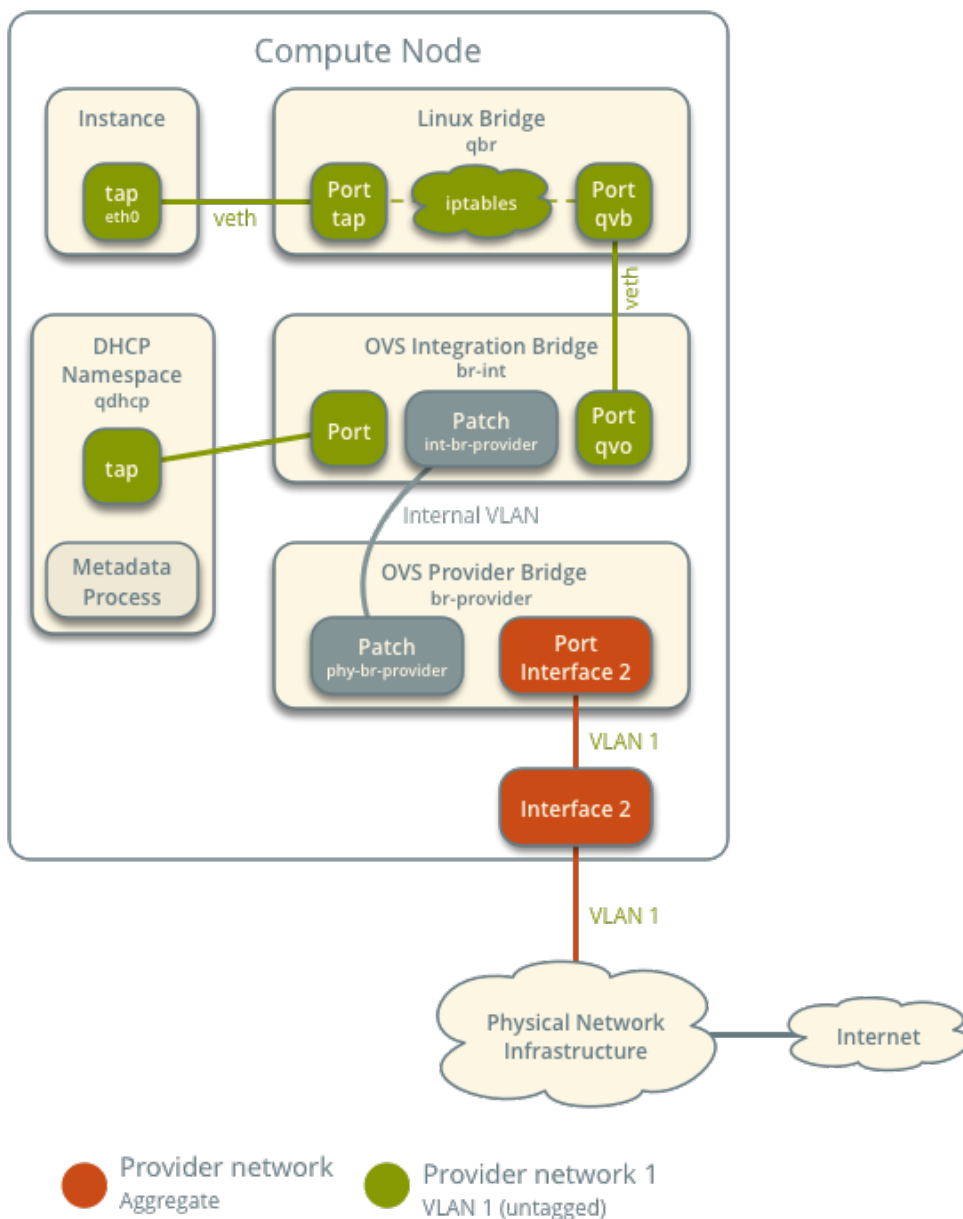 Compute Node
Instance
tap
eth0
veth
Linux Bridge
qbr
Port
tap
iptables
Port
qvb
veth
DHCP
Namespace
qdhcp
tap
Metadata
Process
OVS Integration Bridge
br-int
Port
Patch
int-br-provider
Port
qvo
Internal VLAN
OVS Provider Bridge
br-provider
Patch
phy-br-provider
Port
Interface 2
VLAN 1
Interface 2
VLAN 1
Physical Network
Infrastructure
Internet
Provider network
Aggregate
Provider network 1
VLAN 1 (untagged)